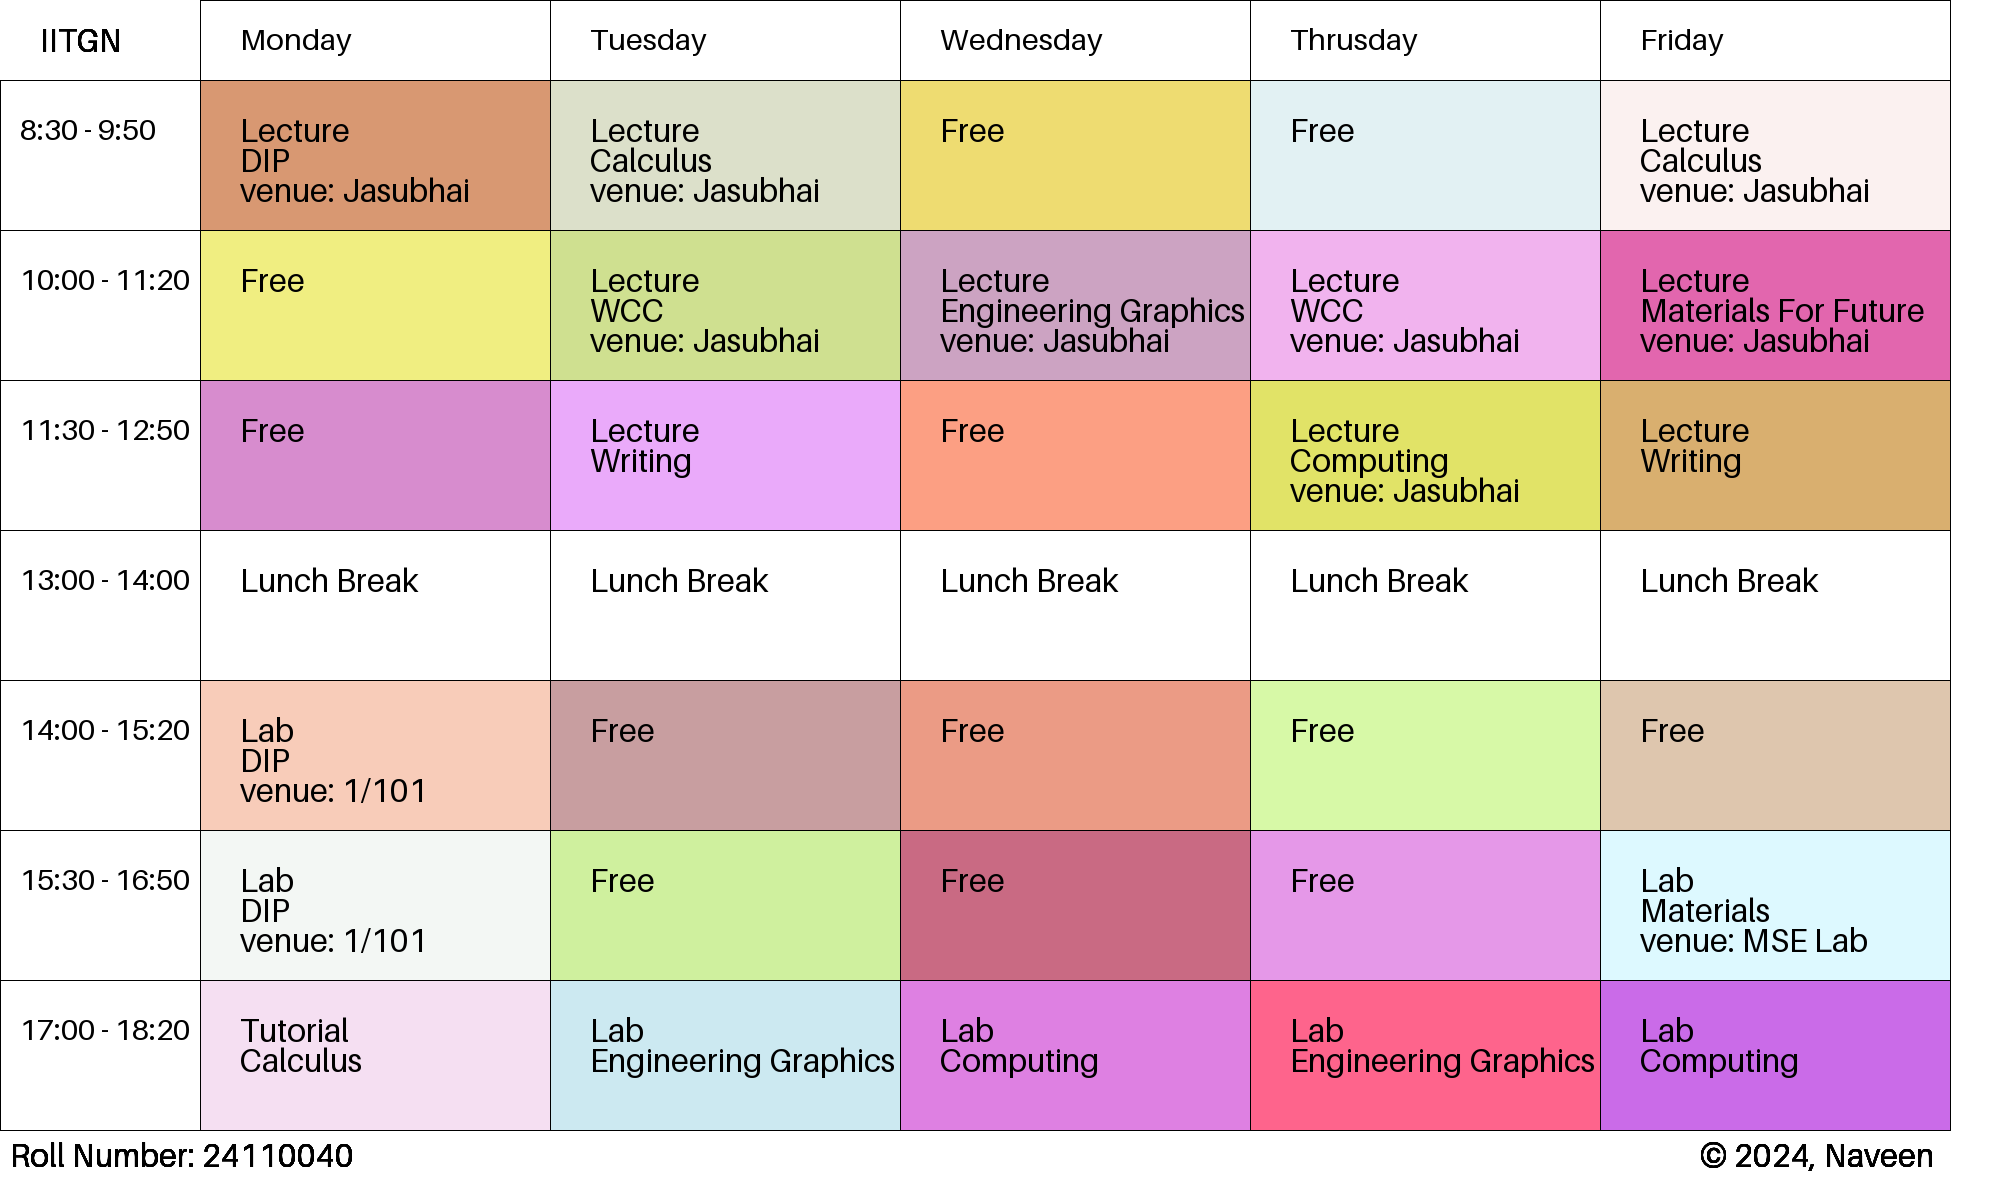 IITGN Monday Tuesday Wednesday Thrusday Friday
8:30 - 9:50
Lecture
DIP
venue: Jasubhai
Lecture
Calculus
venue: Jasubhai
Free
Free
Lecture
Calculus
venue: Jasubhai
10:00 - 11:20
Free
Lecture
WCC
venue: Jasubhai
Lecture
Engineering Graphics
venue: Jasubhai
Lecture
WCC
venue: Jasubhai
Lecture
Materials For Future
venue: Jasubhai
11:30 - 12:50
Free
Lecture
Writing
Free
Lecture
Computing
venue: Jasubhai
Lecture
Writing
13:00 - 14:00
Lunch Break
Lunch Break
Lunch Break
Lunch Break
Lunch Break
14:00 - 15:20
Lab
DIP
venue: 1/101
Free
Free
Free
Free
15:30 - 16:50
Lab
DIP
venue: 1/101
Free
Free
Free
Lab
Materials
venue: MSE Lab
17:00 - 18:20
Tutorial
Calculus
Lab
Engineering Graphics
Lab
Computing
Lab
Engineering Graphics
Lab
Computing
Roll Number: 24110040
© 2024, Naveen